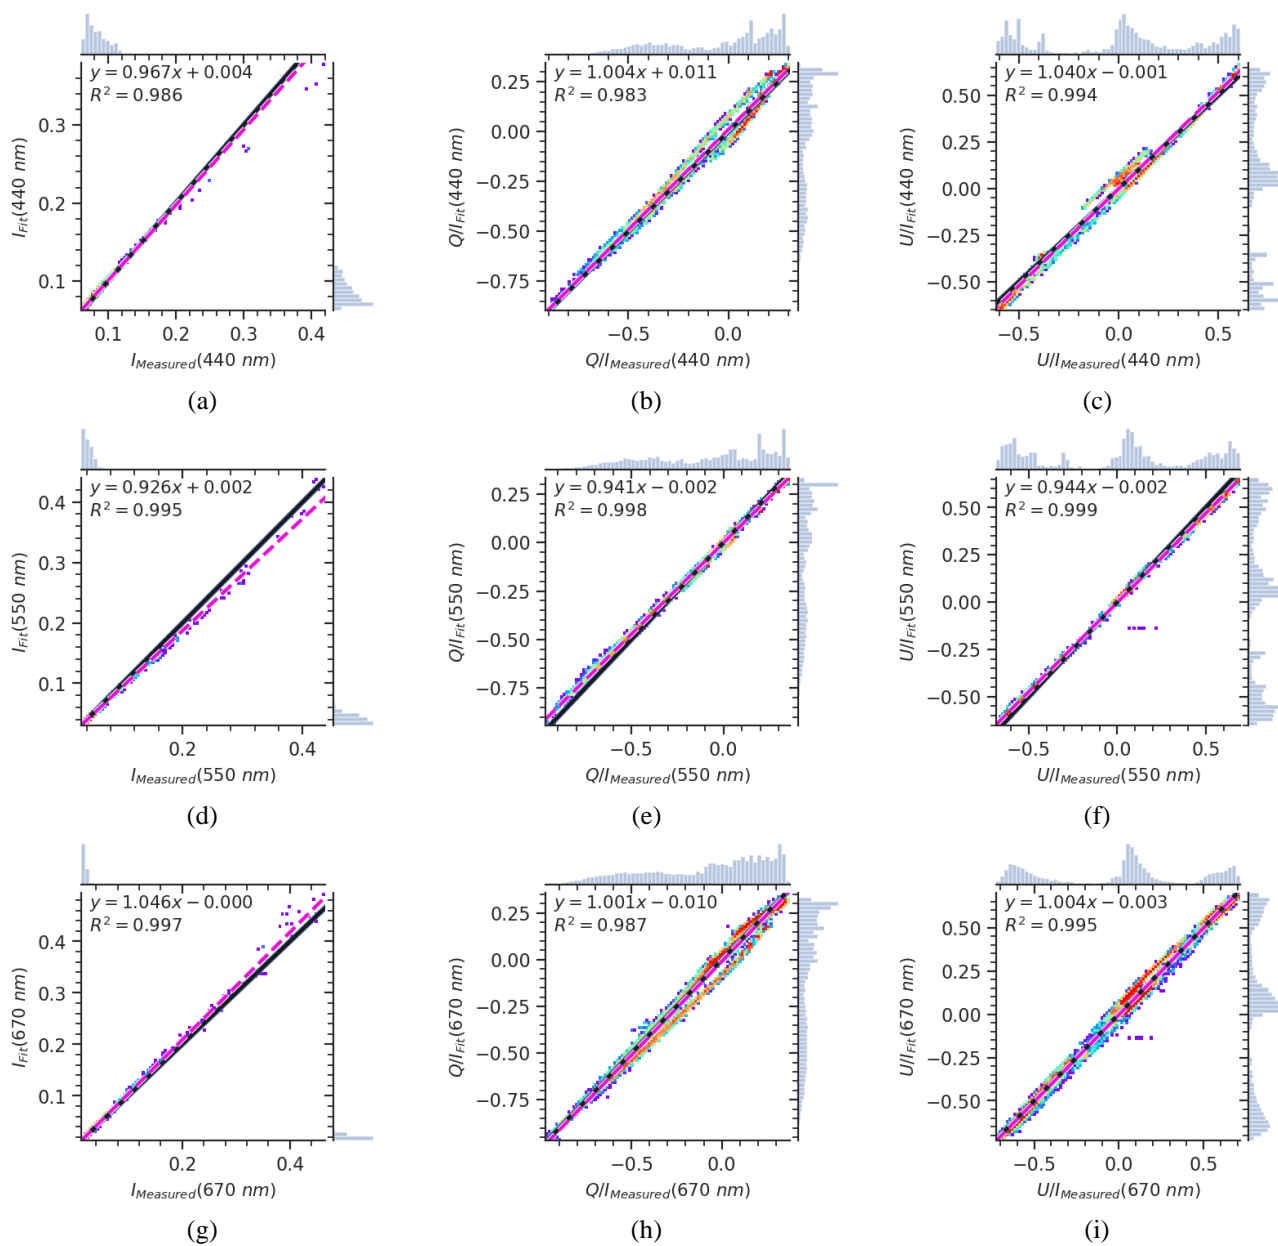 y = 0.967x + 0.004
R² = 0.986
0.3
0.2
0.1
I_Fit(440 nm)
0.1 0.2 0.3 0.4
I_Measured(440 nm)
(a)
y = 1.004x + 0.011
R² = 0.983
0.25
0.00
−0.25
−0.50
−0.75
Q/I_Fit(440 nm)
−0.5 0.0
Q/I_Measured(440 nm)
(b)
y = 1.040x − 0.001
R² = 0.994
0.50
0.25
0.00
−0.25
−0.50
U/I_Fit(440 nm)
−0.5 0.0 0.5
U/I_Measured(440 nm)
(c)
y = 0.926x + 0.002
R² = 0.995
0.4
0.3
0.2
0.1
I_Fit(550 nm)
0.2 0.4
I_Measured(550 nm)
(d)
y = 0.941x − 0.002
R² = 0.998
0.25
0.00
−0.25
−0.50
−0.75
Q/I_Fit(550 nm)
−0.5 0.0
Q/I_Measured(550 nm)
(e)
y = 0.944x − 0.002
R² = 0.999
0.50
0.25
0.00
−0.25
−0.50
U/I_Fit(550 nm)
−0.5 0.0 0.5
U/I_Measured(550 nm)
(f)
y = 1.046x − 0.000
R² = 0.997
0.4
0.3
0.2
0.1
I_Fit(670 nm)
0.2 0.4
I_Measured(670 nm)
(g)
y = 1.001x − 0.010
R² = 0.987
0.25
0.00
−0.25
−0.50
−0.75
Q/I_Fit(670 nm)
−0.5 0.0
Q/I_Measured(670 nm)
(h)
y = 1.004x − 0.003
R² = 0.995
0.50
0.25
0.00
−0.25
−0.50
U/I_Fit(670 nm)
−0.5 0.0 0.5
U/I_Measured(670 nm)
(i)